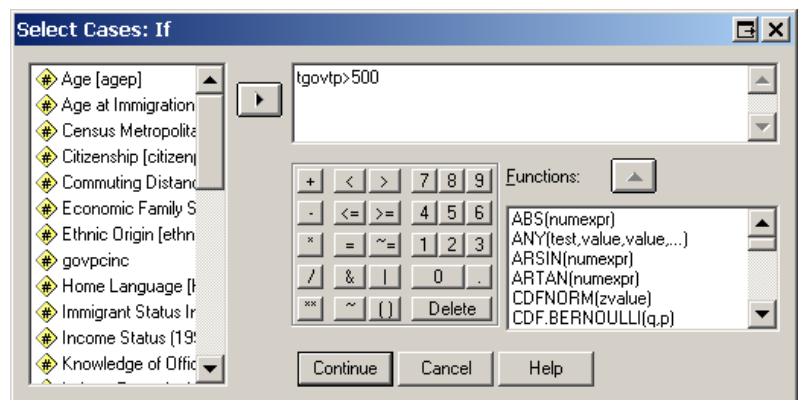 Select Cases: If
Age [agep]
Age at Immigration
Census Metropolita
Citizenship [citizen
Commuting Distan
Economic Family S
Ethnic Origin [ethn
govpcinc
Home Language [H
Immigrant Status In
Income Status (19
Knowledge of Offic
tgovtp>500
+ < > 7 8 9
- <= >= 4 5 6
* = ~= 1 2 3
/ & | 0 .
** ~ () Delete
Functions:
ABS(numexpr)
ANY(test,value,value,...)
ARSIN(numexpr)
ARTAN(numexpr)
CDFNORM(zvalue)
CDF.BERNOULLI(q,p)
Continue Cancel Help